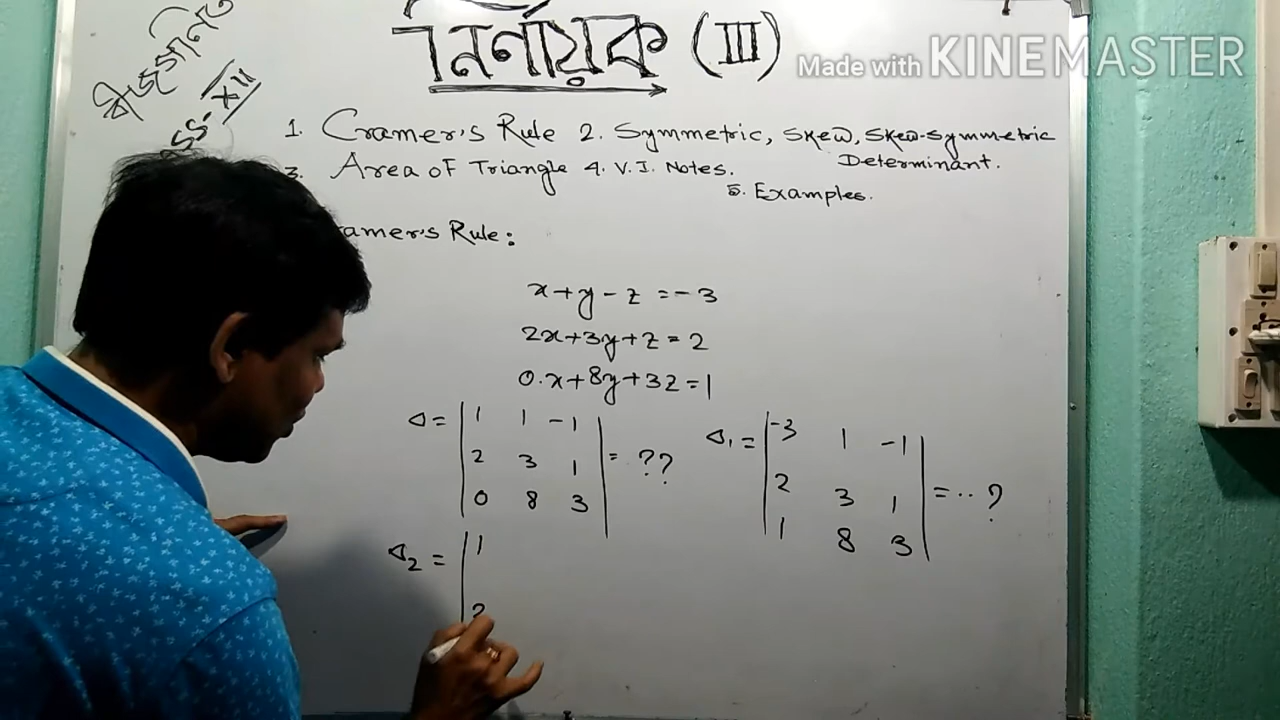 নির্ণায়ক (III)
Made with KINEMASTER
বীজগণিত
XII
1. Cramer's Rule 2. Symmetric, Skew, Skew-symmetric
Determinant.
3. Area of Triangle 4. V.I. Notes.
5. Examples.
amer's Rule:
x+y-z=-3
2x+3y+z=2
0.x+8y+3z=1
Δ= | 1 1 -1 |
| 2 3 1 | = ??
| 0 8 3 |
Δ₁= | -3 1 -1 |
| 2 3 1 | = .. ?
| 1 8 3 |
Δ₂ = | 1
2